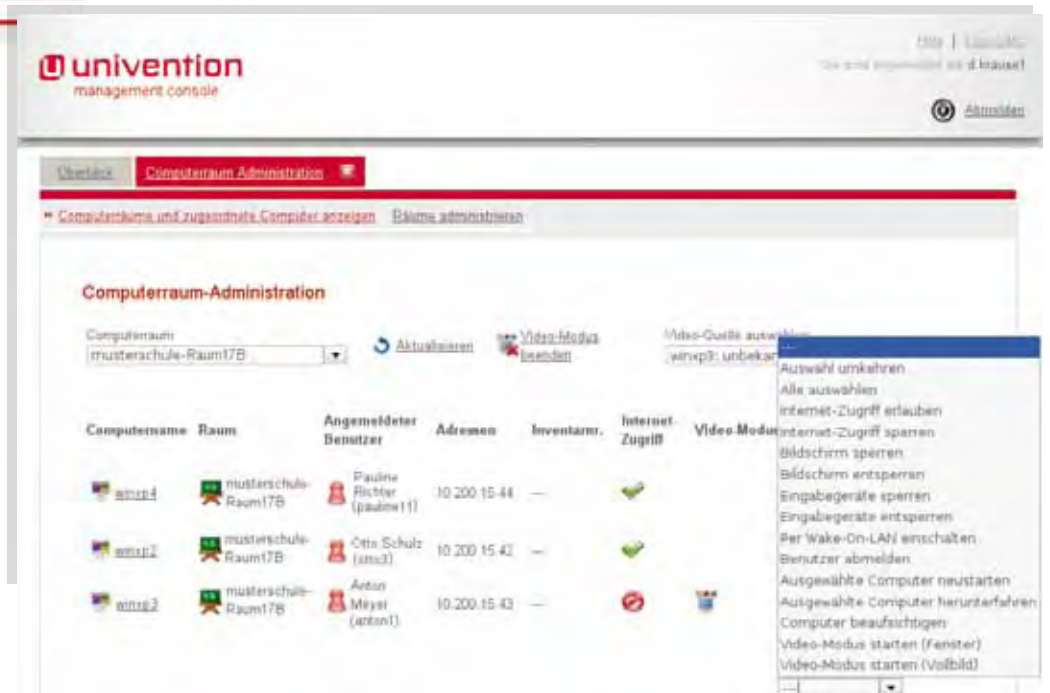 univention
management console
d.krause1
Abmelden
Überblick
Computerraum Administration
Computerräume und zugeordnete Computer anzeigen
Räume administrieren
Computerraum-Administration
Computerraum
musterschule-Raum17B
Aktualisieren
Video-Modus
beenden
Video-Quelle
winxp3:
Computername
Raum
Angemeldeter
Benutzer
Adressen
Inventarnr.
Internet-
Zugriff
Video-Modus
winxp4
musterschule-
Raum17B
Pauline
Richter
(pauline11)
10.200.15.44
---
winxp2
musterschule-
Raum17B
Otto Schulz
10.200.15.42
---
winxp3
musterschule-
Raum17B
Anton
Meyer
(anton1)
10.200.15.43
---
---
Auswahl umkehren
Alle auswählen
Internet-Zugriff erlauben
Internet-Zugriff sperren
Bildschirm sperren
Bildschirm entsperren
Eingabegeräte sperren
Eingabegeräte entsperren
Per Wake-On-LAN einschalten
Benutzer abmelden
Ausgewählte Computer neustarten
Ausgewählte Computer herunterfahren
Computer beaufsichtigen
Video-Modus starten (Fenster)
Video-Modus starten (Vollbild)
---